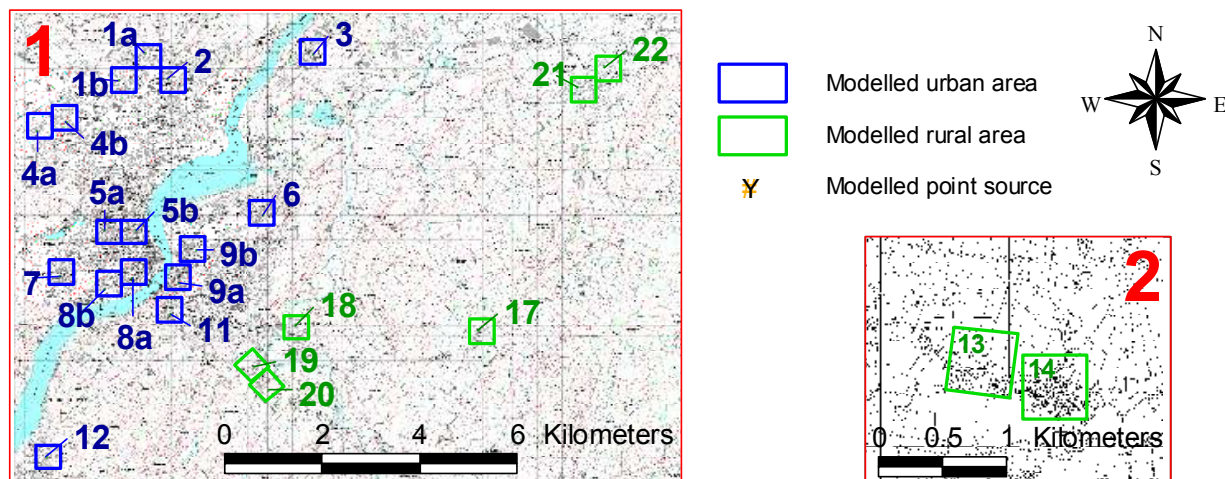 1
1a
1b
2
3
4a
4b
5a
5b
6
7
8b
8a
9b
9a
11
12
17
18
19
20
21
22
0 2 4 6 Kilometers
Modelled urban area
Modelled rural area
Y Modelled point source
N
W E
S
2
13
14
0 0.5 1 Kilometers